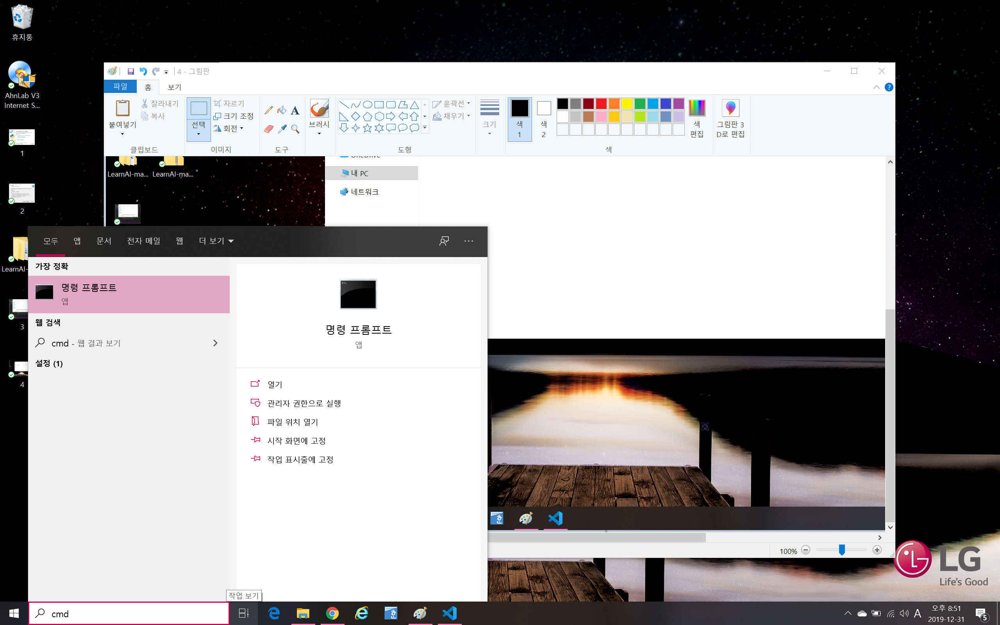 휴지통
AhnLab V3
Internet S...
1
2
LearnAI-
3
4
4 - 그림판
파일
홈
보기
붙여넣기
잘라내기
복사
클립보드
선택
자르기
크기 조정
회전
이미지
A
도구
브러시
윤곽선
채우기
도형
크기
색
1
색
2
색
편집
색
그림판 3
D로 편집
LearnAI-ma...
LearnAI-ma...
OneDrive
내 PC
네트워크
모두
앱
문서
전자 메일
웹
더 보기
가장 정확
명령 프롬프트
앱
웹 검색
cmd - 웹 결과 보기
설정 (1)
명령 프롬프트
앱
열기
관리자 권한으로 실행
파일 위치 열기
시작 화면에 고정
작업 표시줄에 고정
100%
LG
Life's Good
작업 보기
cmd
A
오후 8:51
2019-12-31
5